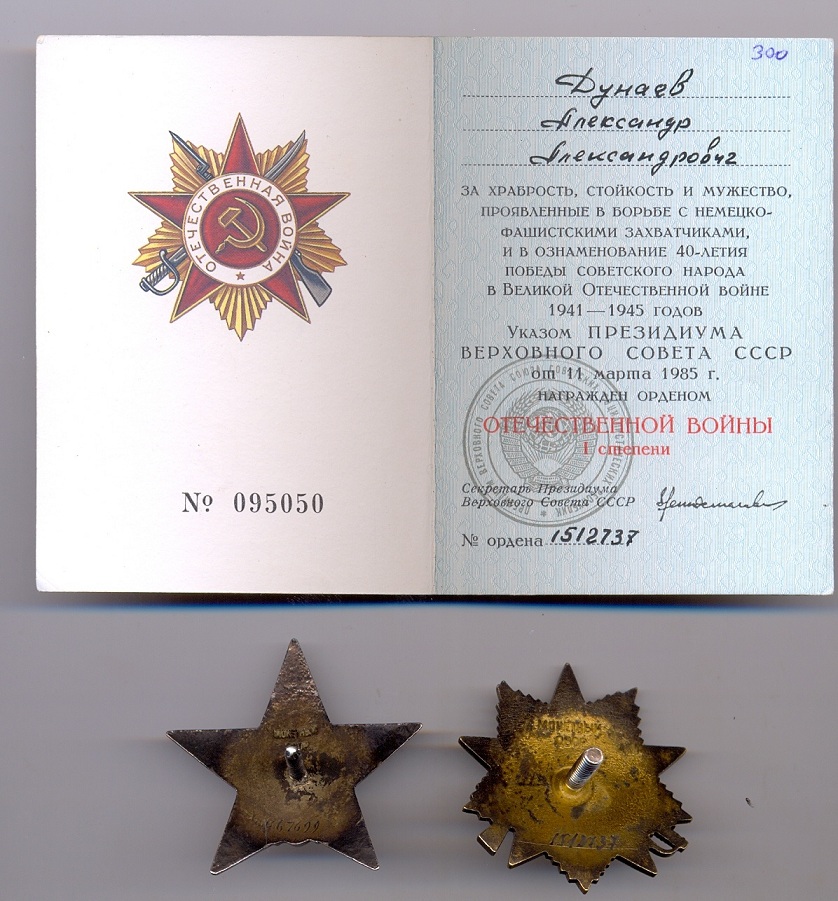 ОТЕЧЕСТВЕННАЯ ВОЙНА
№ 095050
300
Дунаев
Александр
Александрович
ЗА ХРАБРОСТЬ, СТОЙКОСТЬ И МУЖЕСТВО,
ПРОЯВЛЕННЫЕ В БОРЬБЕ С НЕМЕЦКО-
ФАШИСТСКИМИ ЗАХВАТЧИКАМИ,
И В ОЗНАМЕНОВАНИЕ 40-ЛЕТИЯ
ПОБЕДЫ СОВЕТСКОГО НАРОДА
В ВЕЛИКОЙ ОТЕЧЕСТВЕННОЙ ВОЙНЕ
1941—1945 ГОДОВ
УКАЗОМ ПРЕЗИДИУМА
ВЕРХОВНОГО СОВЕТА СССР
от 11 марта 1985 г.
НАГРАЖДЕН ОРДЕНОМ
ОТЕЧЕСТВЕННОЙ ВОЙНЫ
I степени
Секретарь Президиума
Верховного Совета СССР
№ ордена 1512737
МОНЕТНЫЙ
ДВОР
1512737